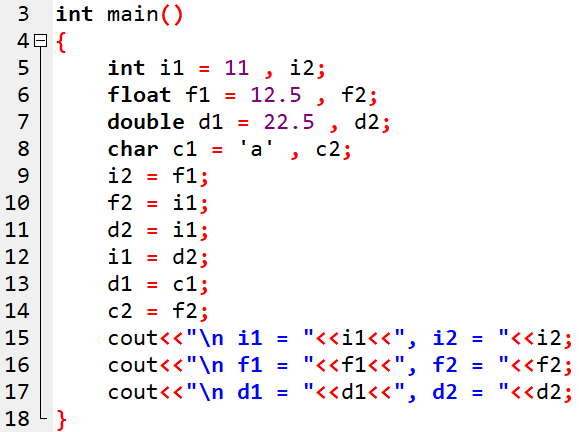 3 int main()
4 {
5 int i1 = 11 , i2;
6 float f1 = 12.5 , f2;
7 double d1 = 22.5 , d2;
8 char c1 = 'a' , c2;
9 i2 = f1;
10 f2 = i1;
11 d2 = i1;
12 i1 = d2;
13 d1 = c1;
14 c2 = f2;
15 cout<<"\n i1 = "<<i1<<", i2 = "<<i2;
16 cout<<"\n f1 = "<<f1<<", f2 = "<<f2;
17 cout<<"\n d1 = "<<d1<<", d2 = "<<d2;
18 }